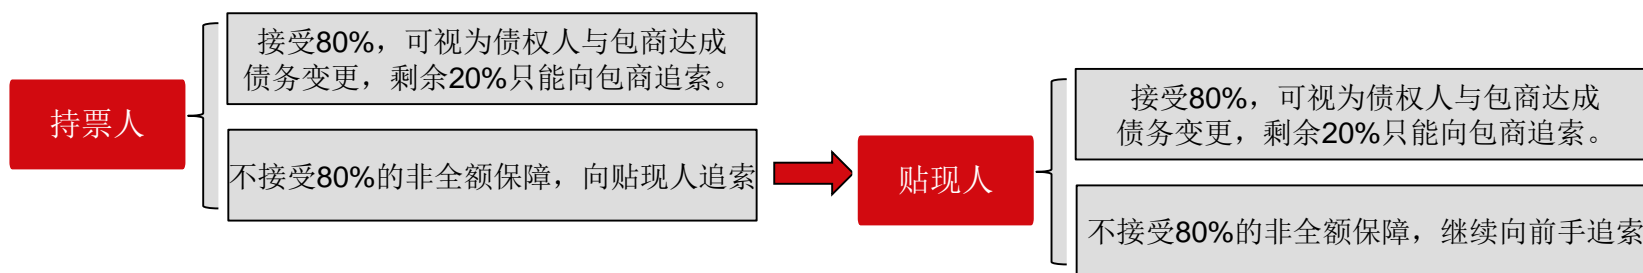 持票人
接受80%，可视为债权人与包商达成
债务变更，剩余20%只能向包商追索。
不接受80%的非全额保障，向贴现人追索
贴现人
接受80%，可视为债权人与包商达成
债务变更，剩余20%只能向包商追索。
不接受80%的非全额保障，继续向前手追索